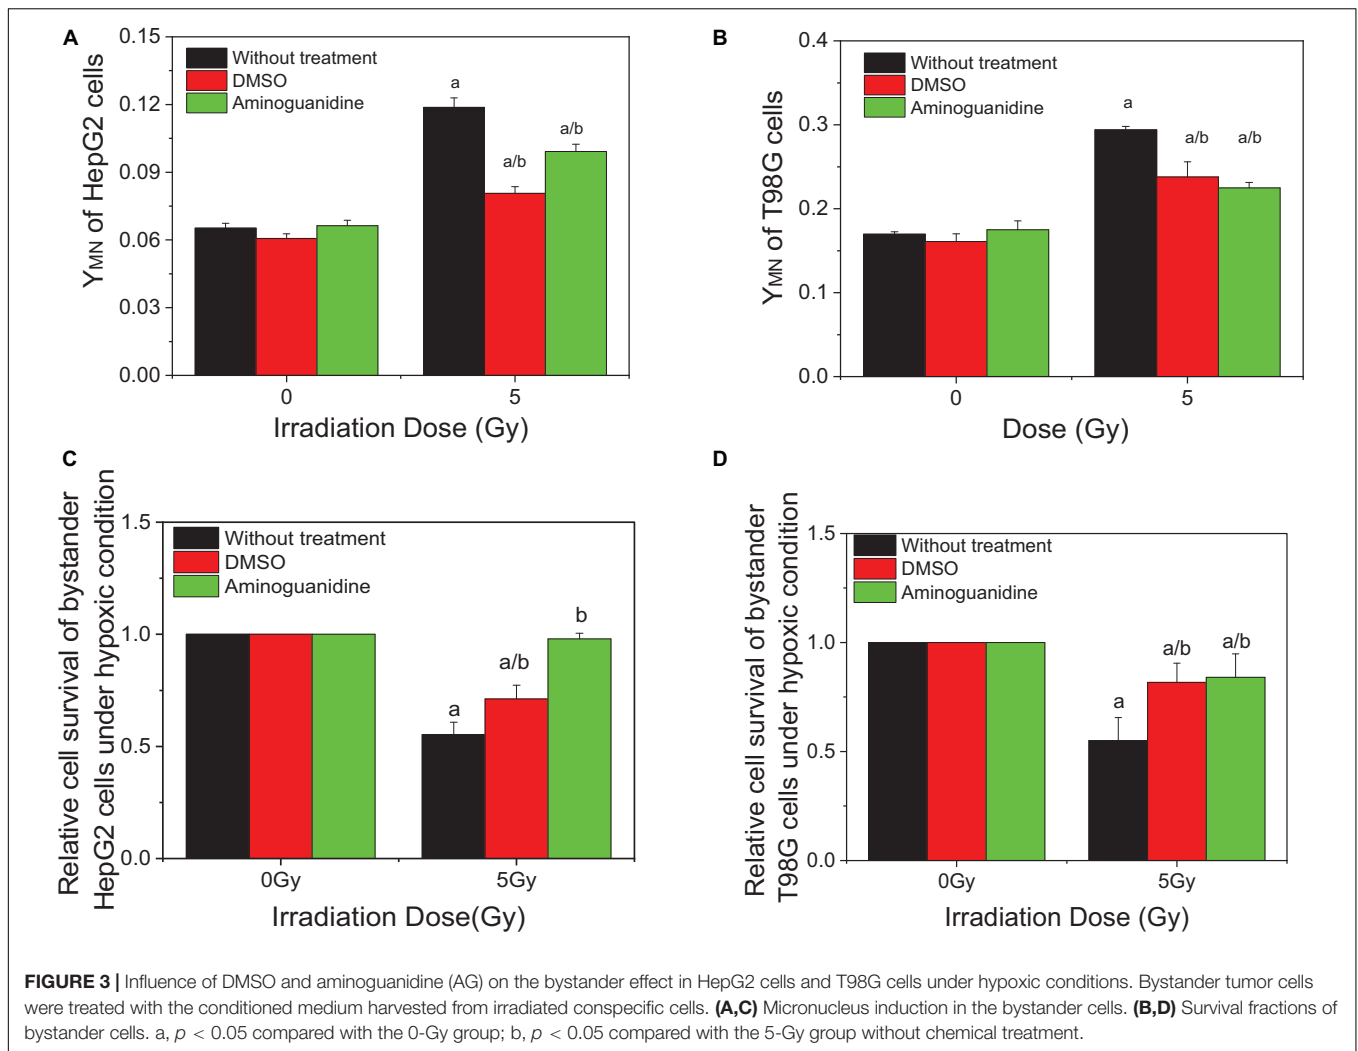 A
YMN of HepG2 cells
0.15
0.12
0.09
0.06
0.03
0.00
Without treatment
DMSO
Aminoguanidine
a
a/b
a/b
0
5
Irradiation Dose (Gy)
B
YMN of T98G cells
0.4
0.3
0.2
0.1
0.0
Without treatment
DMSO
Aminoguanidine
a
a/b
a/b
0
5
Dose (Gy)
C
Relative cell survival of bystander
HepG2 cells under hypoxic condition
1.5
1.0
0.5
0.0
Without treatment
DMSO
Aminoguanidine
a
a/b
b
0Gy
5Gy
Irradiation Dose(Gy)
D
Relative cell survival of bystander
T98G cells under hypoxic condition
1.5
1.0
0.5
0.0
Without treatment
DMSO
Aminoguanidine
a
a/b
a/b
0Gy
5Gy
Irradiation Dose (Gy)
FIGURE 3 | Influence of DMSO and aminoguanidine (AG) on the bystander effect in HepG2 cells and T98G cells under hypoxic conditions. Bystander tumor cells
were treated with the conditioned medium harvested from irradiated conspecific cells. (A,C) Micronucleus induction in the bystander cells. (B,D) Survival fractions of
bystander cells. a, p < 0.05 compared with the 0-Gy group; b, p < 0.05 compared with the 5-Gy group without chemical treatment.